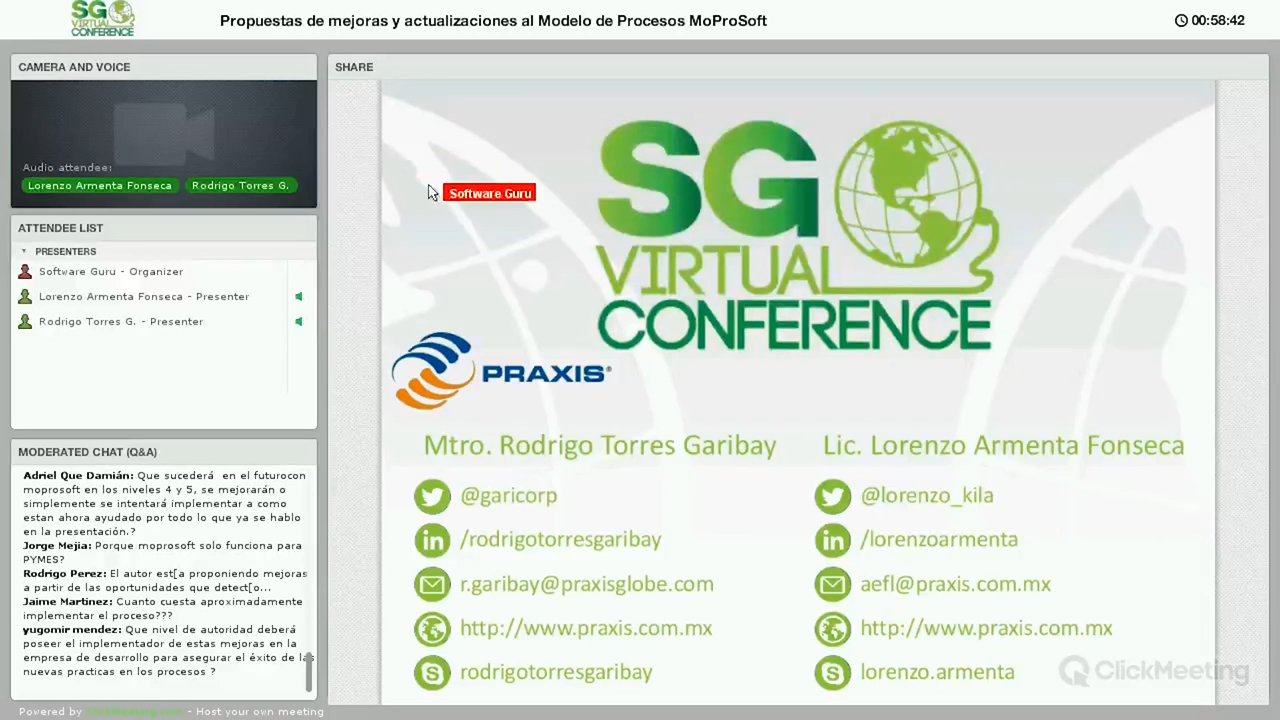 SG
VIRTUAL
CONFERENCE
Propuestas de mejoras y actualizaciones al Modelo de Procesos MoProSoft
00:58:42
CAMERA AND VOICE
Audio attendee:
Lorenzo Armenta Fonseca
Rodrigo Torres G.
ATTENDEE LIST
PRESENTERS
Software Guru - Organizer
Lorenzo Armenta Fonseca - Presenter
Rodrigo Torres G. - Presenter
MODERATED CHAT (Q&A)
Adriel Que Damián: Que sucederá en el futurocon
moprosoft en los niveles 4 y 5, se mejorarán o
simplemente se intentará implementar a como
estan ahora ayudado por todo lo que ya se hablo
en la presentación.?
Jorge Mejia: Porque moprosoft solo funciona para
PYMES?
Rodrigo Perez: El autor est[a proponiendo mejoras
a partir de las oportunidades que detect[o...
Jaime Martinez: Cuanto cuesta aproximadamente
implementar el proceso???
yugomir mendez: Que nivel de autoridad deberá
poseer el implementador de estas mejoras en la
empresa de desarrollo para asegurar el éxito de las
nuevas practicas en los procesos ?
Powered by ClickMeeting.com - Host your own meeting
SHARE
Software Guru
SG
VIRTUAL
CONFERENCE
PRAXIS®
Mtro. Rodrigo Torres Garibay
@garicorp
/rodrigotorresgaribay
r.garibay@praxisglobe.com
http://www.praxis.com.mx
rodrigotorresgaribay
Lic. Lorenzo Armenta Fonseca
@lorenzo_kila
/lorenzoarmenta
aefl@praxis.com.mx
http://www.praxis.com.mx
lorenzo.armenta
ClickMeeting